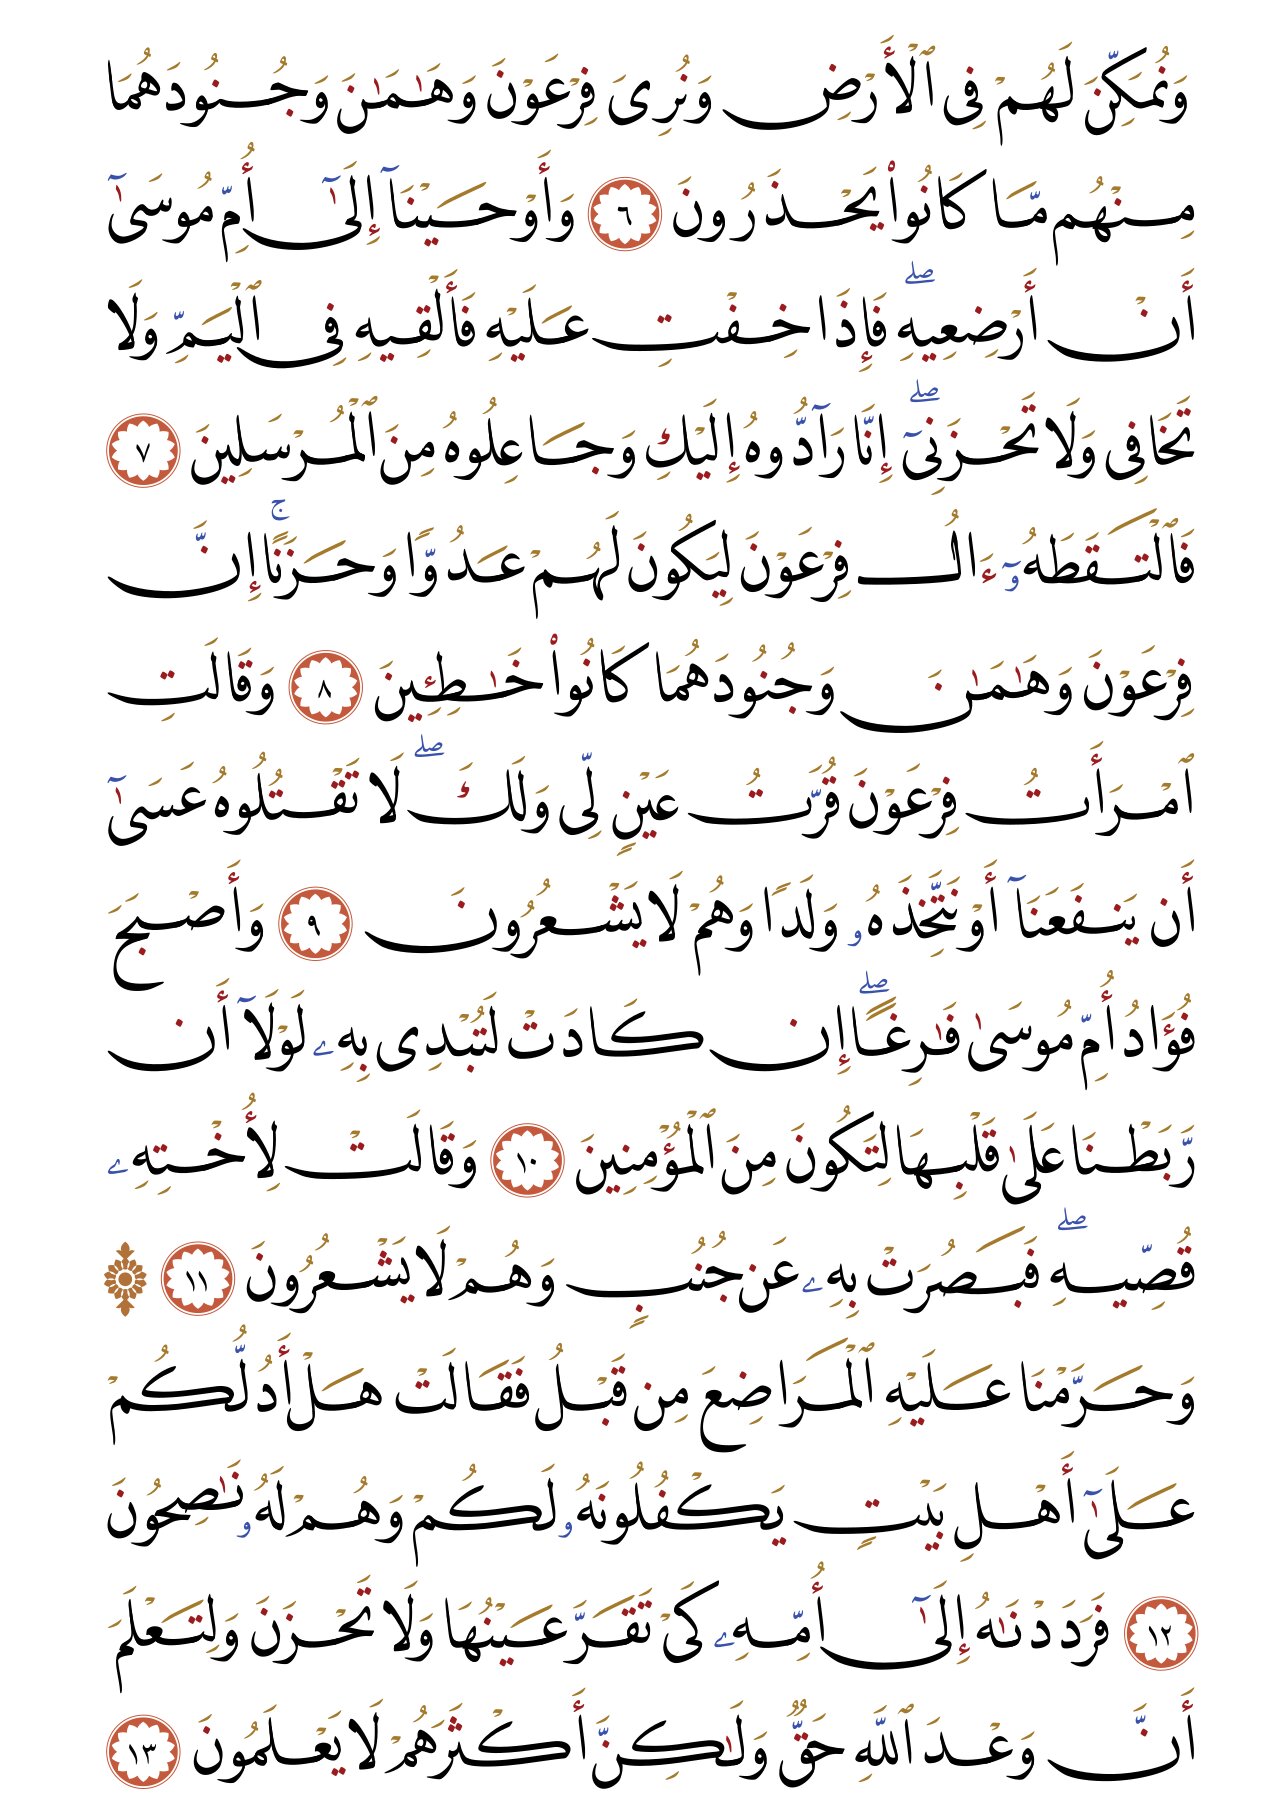 وَنُمَكِّنَ لَهُمْ فِى ٱلْأَرْضِ وَنُرِىَ فِرْعَوْنَ وَهَٰمَٰنَ وَجُنُودَهُمَا
مِنْهُم مَّا كَانُوا۟ يَحْذَرُونَ ٦ وَأَوْحَيْنَآ إِلَىٰٓ أُمِّ مُوسَىٰٓ
أَنْ أَرْضِعِيهِ ۖ فَإِذَا خِفْتِ عَلَيْهِ فَأَلْقِيهِ فِى ٱلْيَمِّ وَلَا
تَخَافِى وَلَا تَحْزَنِىٓ ۖ إِنَّا رَآدُّوهُ إِلَيْكِ وَجَاعِلُوهُ مِنَ ٱلْمُرْسَلِينَ ٧
فَٱلْتَقَطَهُۥٓ ءَالُ فِرْعَوْنَ لِيَكُونَ لَهُمْ عَدُوًّا وَحَزَنًا ۗ إِنَّ
فِرْعَوْنَ وَهَٰمَٰنَ وَجُنُودَهُمَا كَانُوا۟ خَٰطِـِٔينَ ٨ وَقَالَتِ
ٱمْرَأَتُ فِرْعَوْنَ قُرَّتُ عَيْنٍ لِّى وَلَكَ ۖ لَا تَقْتُلُوهُ عَسَىٰٓ
أَن يَنفَعَنَآ أَوْ نَتَّخِذَهُۥ وَلَدًا وَهُمْ لَا يَشْعُرُونَ ٩ وَأَصْبَحَ
فُؤَادُ أُمِّ مُوسَىٰ فَٰرِغًا ۖ إِن كَادَتْ لَتُبْدِى بِهِۦ لَوْلَآ أَن
رَّبَطْنَا عَلَىٰ قَلْبِهَا لِتَكُونَ مِنَ ٱلْمُؤْمِنِينَ ١٠ وَقَالَتْ لِأُخْتِهِۦ
قُصِّيهِ ۖ فَبَصُرَتْ بِهِۦ عَن جُنُبٍ وَهُمْ لَا يَشْعُرُونَ ١١ ۞
وَحَرَّمْنَا عَلَيْهِ ٱلْمَرَاضِعَ مِن قَبْلُ فَقَالَتْ هَلْ أَدُلُّكُمْ
عَلَىٰٓ أَهْلِ بَيْتٍ يَكْفُلُونَهُۥ لَكُمْ وَهُمْ لَهُۥ نَٰصِحُونَ
١٢ فَرَدَدْنَٰهُ إِلَىٰٓ أُمِّهِۦ كَىْ تَقَرَّ عَيْنُهَا وَلَا تَحْزَنَ وَلِتَعْلَمَ
أَنَّ وَعْدَ ٱللَّهِ حَقٌّ وَلَٰكِنَّ أَكْثَرَهُمْ لَا يَعْلَمُونَ ١٣